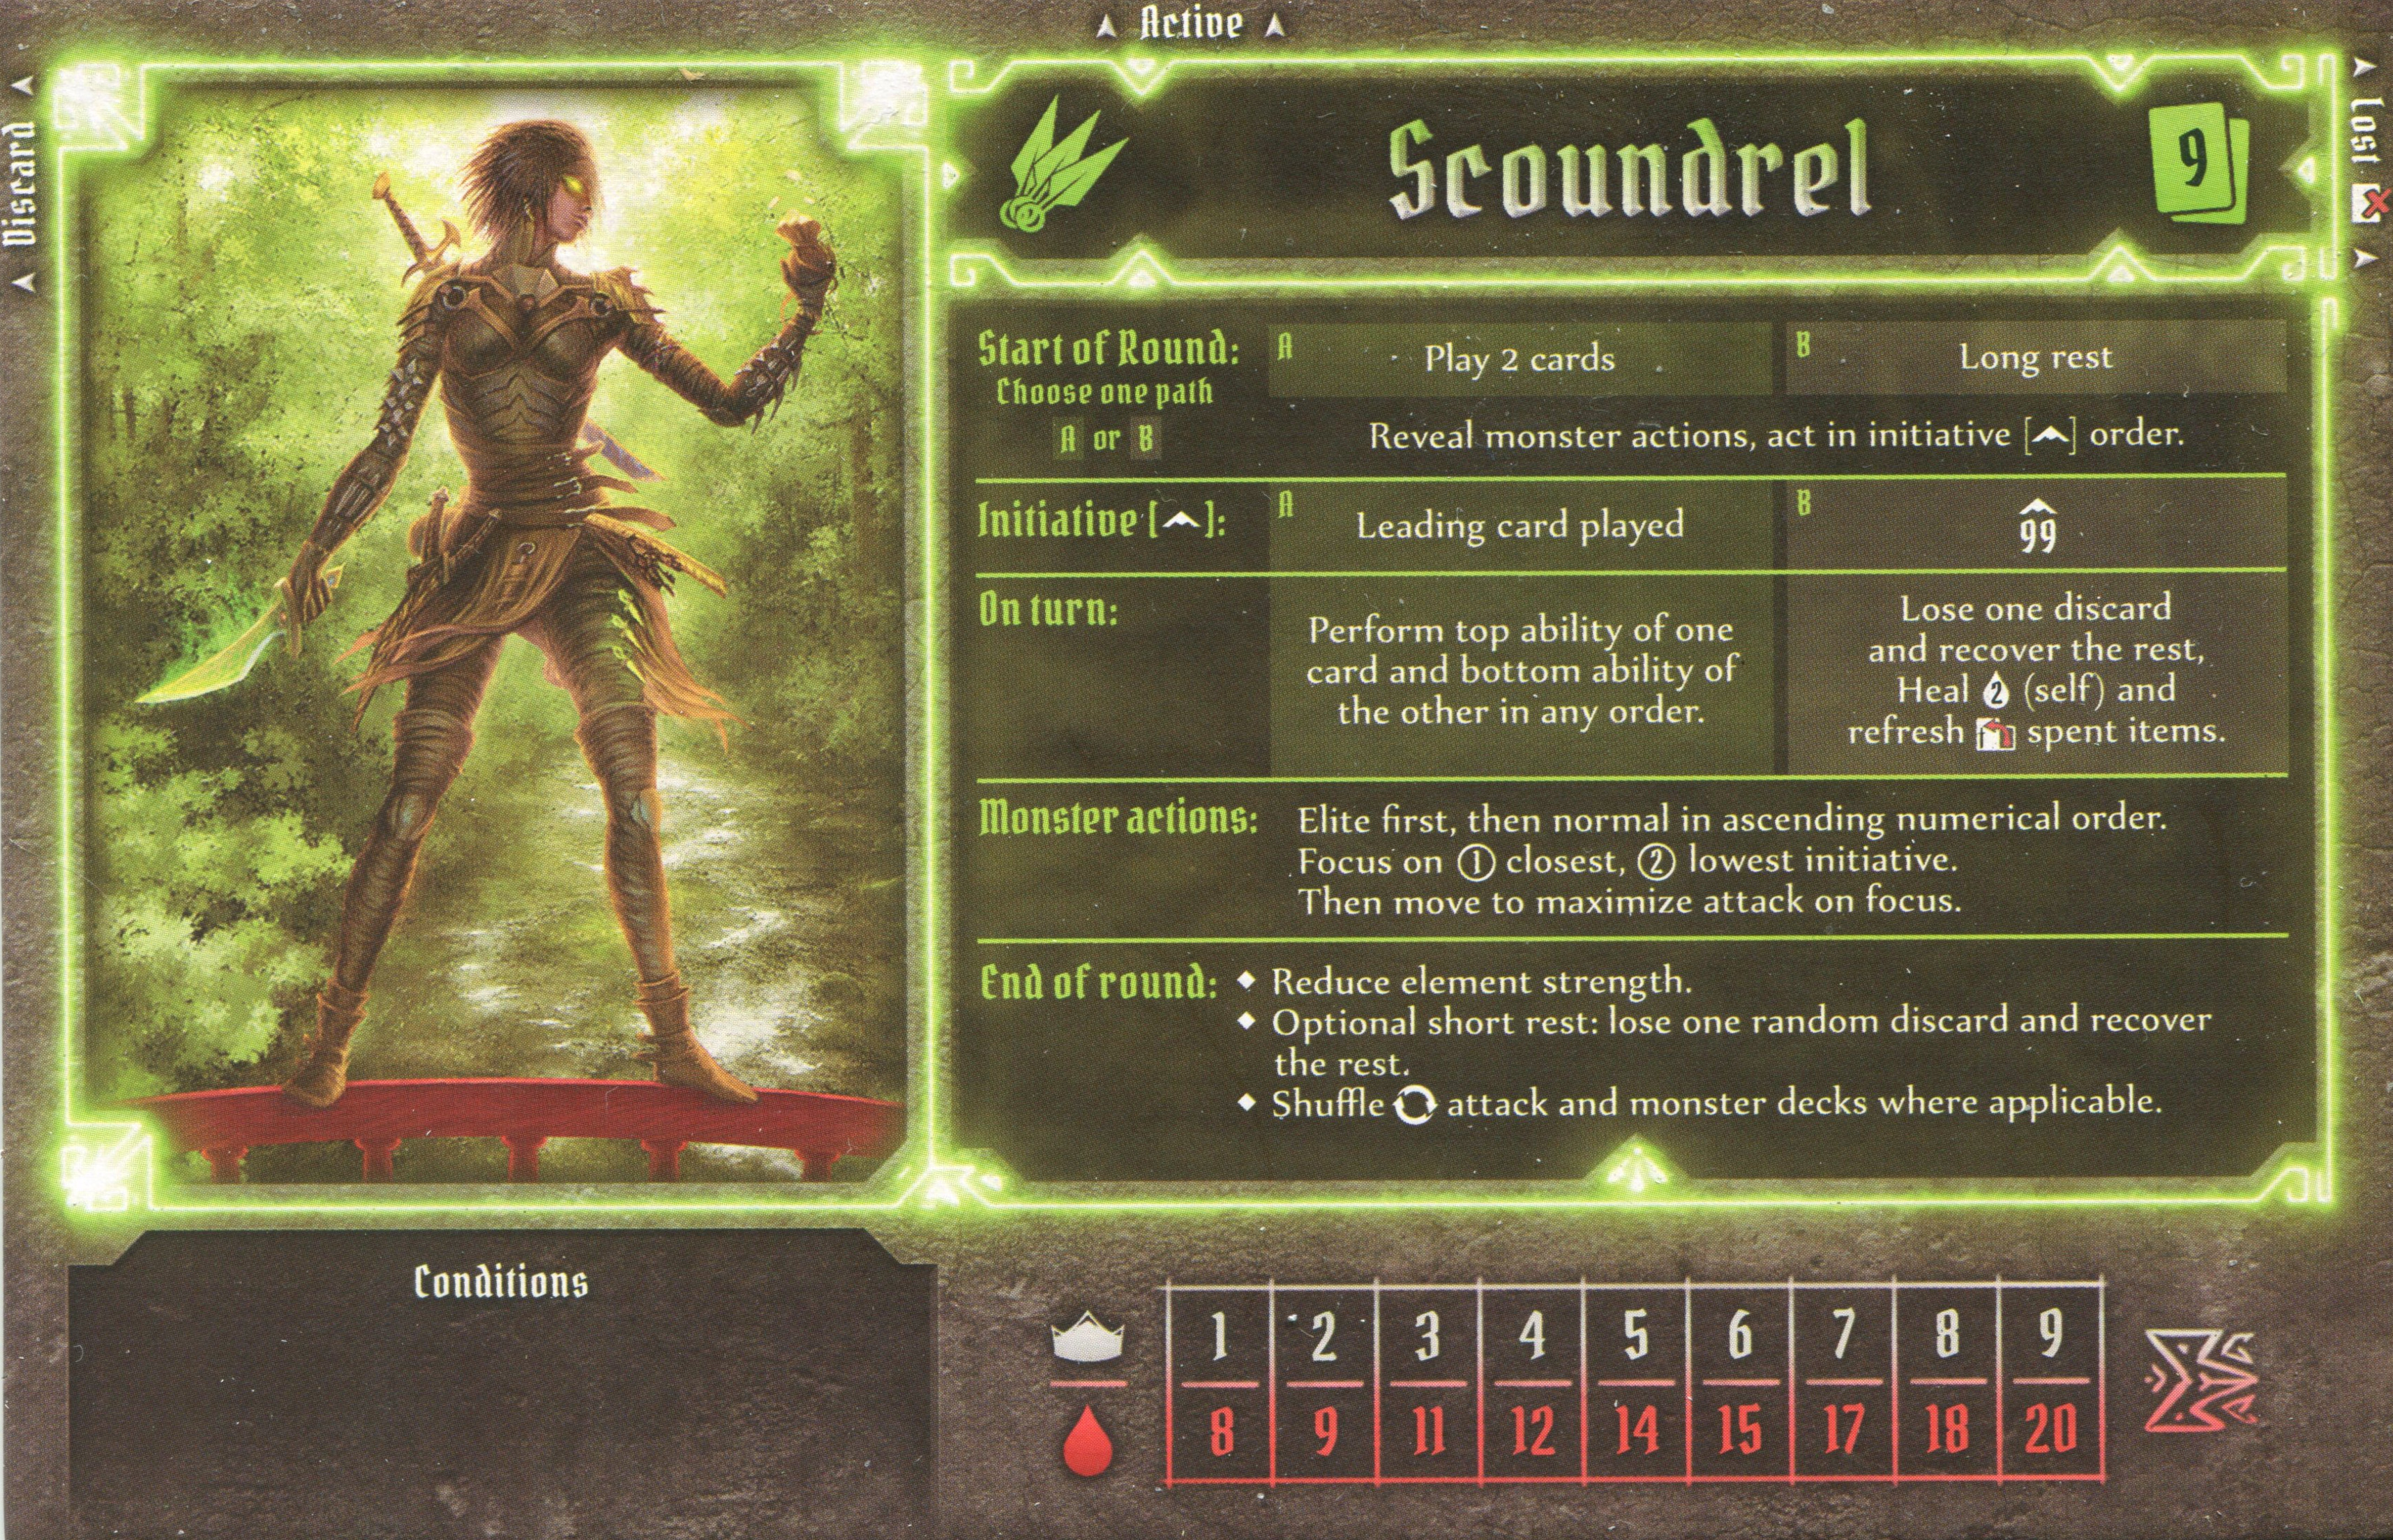 Active
Discard
Lost
Scoundrel
9
Start of Round:
Choose one path
A or B
A
Play 2 cards
B
Long rest
Reveal monster actions, act in initiative [ ] order.
Initiative [ ]:
A
Leading card played
B
99
On turn:
Perform top ability of one
card and bottom ability of
the other in any order.
Lose one discard
and recover the rest,
Heal 2 (self) and
refresh spent items.
Monster actions:
Elite first, then normal in ascending numerical order.
Focus on ① closest, ② lowest initiative.
Then move to maximize attack on focus.
End of round:
◆ Reduce element strength.
◆ Optional short rest: lose one random discard and recover
the rest.
◆ Shuffle attack and monster decks where applicable.
Conditions
1 2 3 4 5 6 7 8 9
8 9 11 12 14 15 17 18 20